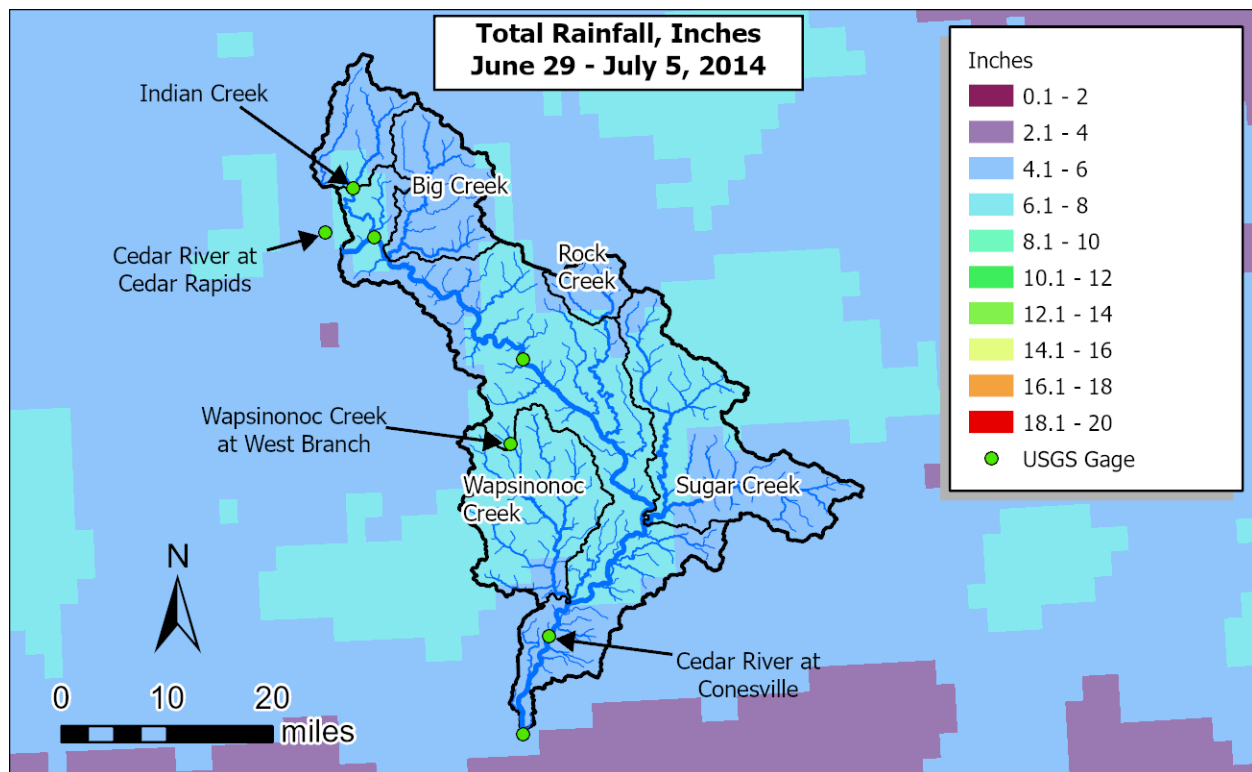 Total Rainfall, Inches
June 29 - July 5, 2014
Indian Creek
Big Creek
Cedar River at
Cedar Rapids
Rock
Creek
Wapsinonoc Creek
at West Branch
Wapsinonoc
Creek
Sugar Creek
Cedar River at
Conesville
N
0 10 20
miles
Inches
0.1 - 2
2.1 - 4
4.1 - 6
6.1 - 8
8.1 - 10
10.1 - 12
12.1 - 14
14.1 - 16
16.1 - 18
18.1 - 20
USGS Gage